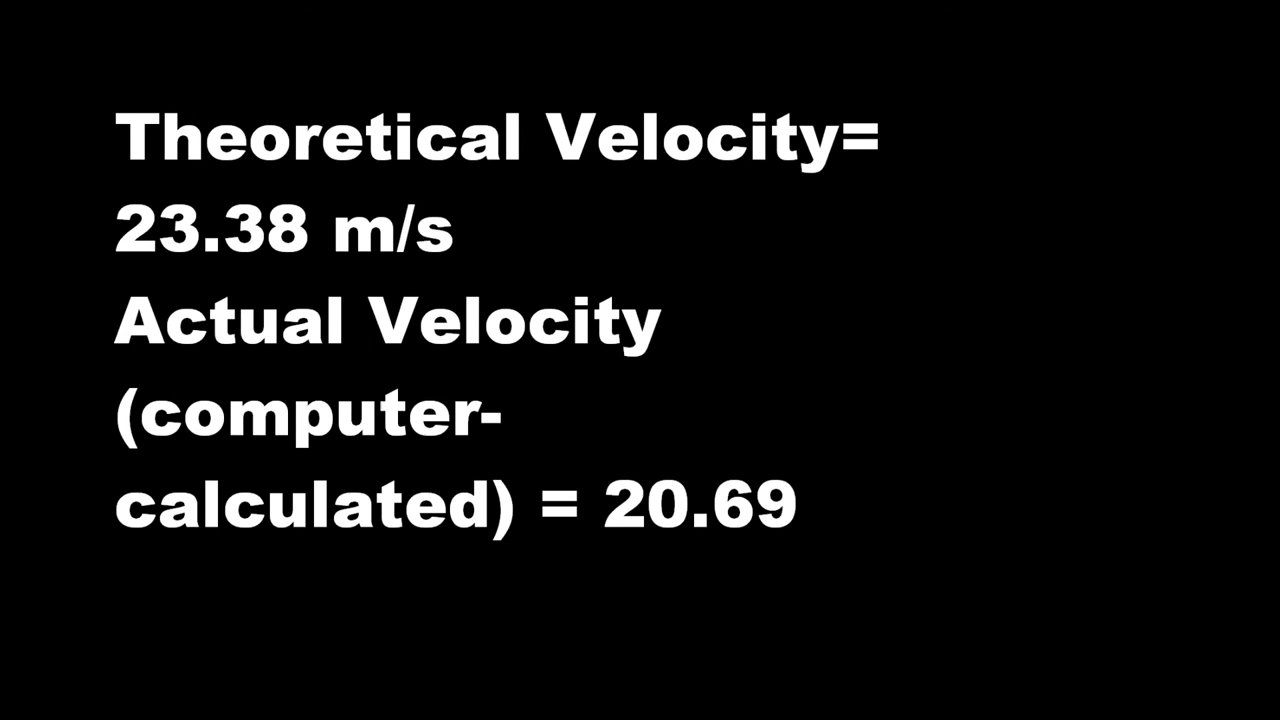 Theoretical Velocity=
23.38 m/s
Actual Velocity
(computer-
calculated) = 20.69